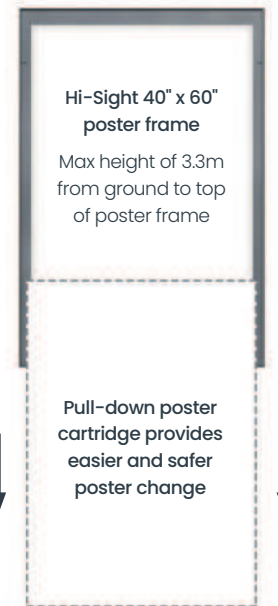 Hi-Sight 40" x 60"
poster frame
Max height of 3.3m
from ground to top
of poster frame
Pull-down poster
cartridge provides
easier and safer
poster change